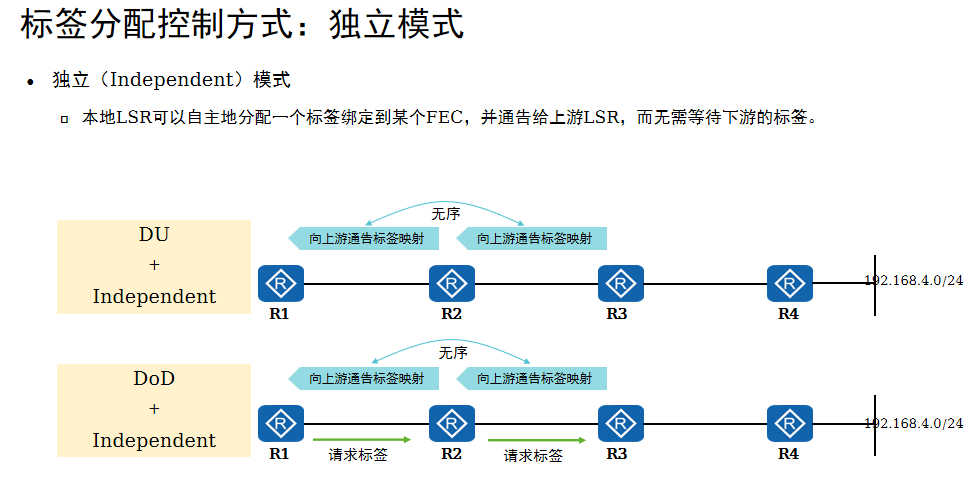 标签分配控制方式：独立模式
独立（Independent）模式
本地LSR可以自主地分配一个标签绑定到某个FEC，并通告给上游LSR，而无需等待下游的标签。
DU
+
Independent
无序
向上游通告标签映射 向上游通告标签映射
R R R R
192.168.4.0/24
R1 R2 R3 R4
DoD
+
Independent
无序
向上游通告标签映射 向上游通告标签映射
R R R R
192.168.4.0/24
R1 R2 R3 R4
请求标签 请求标签